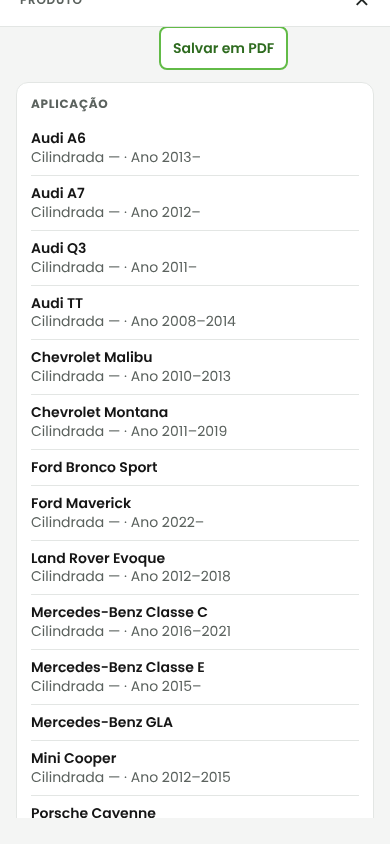 PRODUTO
Salvar em PDF
APLICAÇÃO
Audi A6
Cilindrada — · Ano 2013–
Audi A7
Cilindrada — · Ano 2012–
Audi Q3
Cilindrada — · Ano 2011–
Audi TT
Cilindrada — · Ano 2008–2014
Chevrolet Malibu
Cilindrada — · Ano 2010–2013
Chevrolet Montana
Cilindrada — · Ano 2011–2019
Ford Bronco Sport
Ford Maverick
Cilindrada — · Ano 2022–
Land Rover Evoque
Cilindrada — · Ano 2012–2018
Mercedes-Benz Classe C
Cilindrada — · Ano 2016–2021
Mercedes-Benz Classe E
Cilindrada — · Ano 2015–
Mercedes-Benz GLA
Mini Cooper
Cilindrada — · Ano 2012–2015
Porsche Cayenne